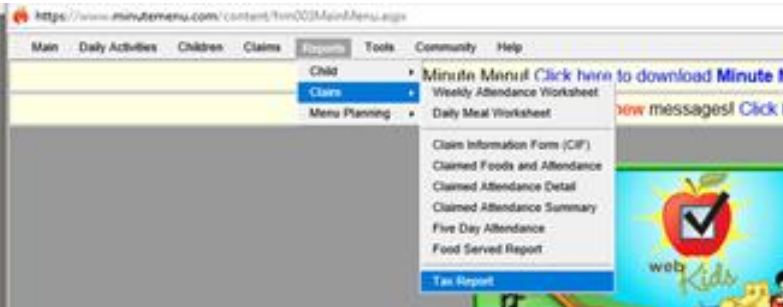 https://www.minutemenu.com/content/frm003MainMenu.aspx
Main Daily Activities Children Claims Reports Tools Community Help
Child
Claim
Menu Planning
Minute Menu! Click here to download Minute
new messages! Click
Weekly Attendance Worksheet
Daily Meal Worksheet
Claim Information Form (CIF)
Claimed Foods and Attendance
Claimed Attendance Detail
Claimed Attendance Summary
Five Day Attendance
Food Served Report
Tax Report
web
Kids